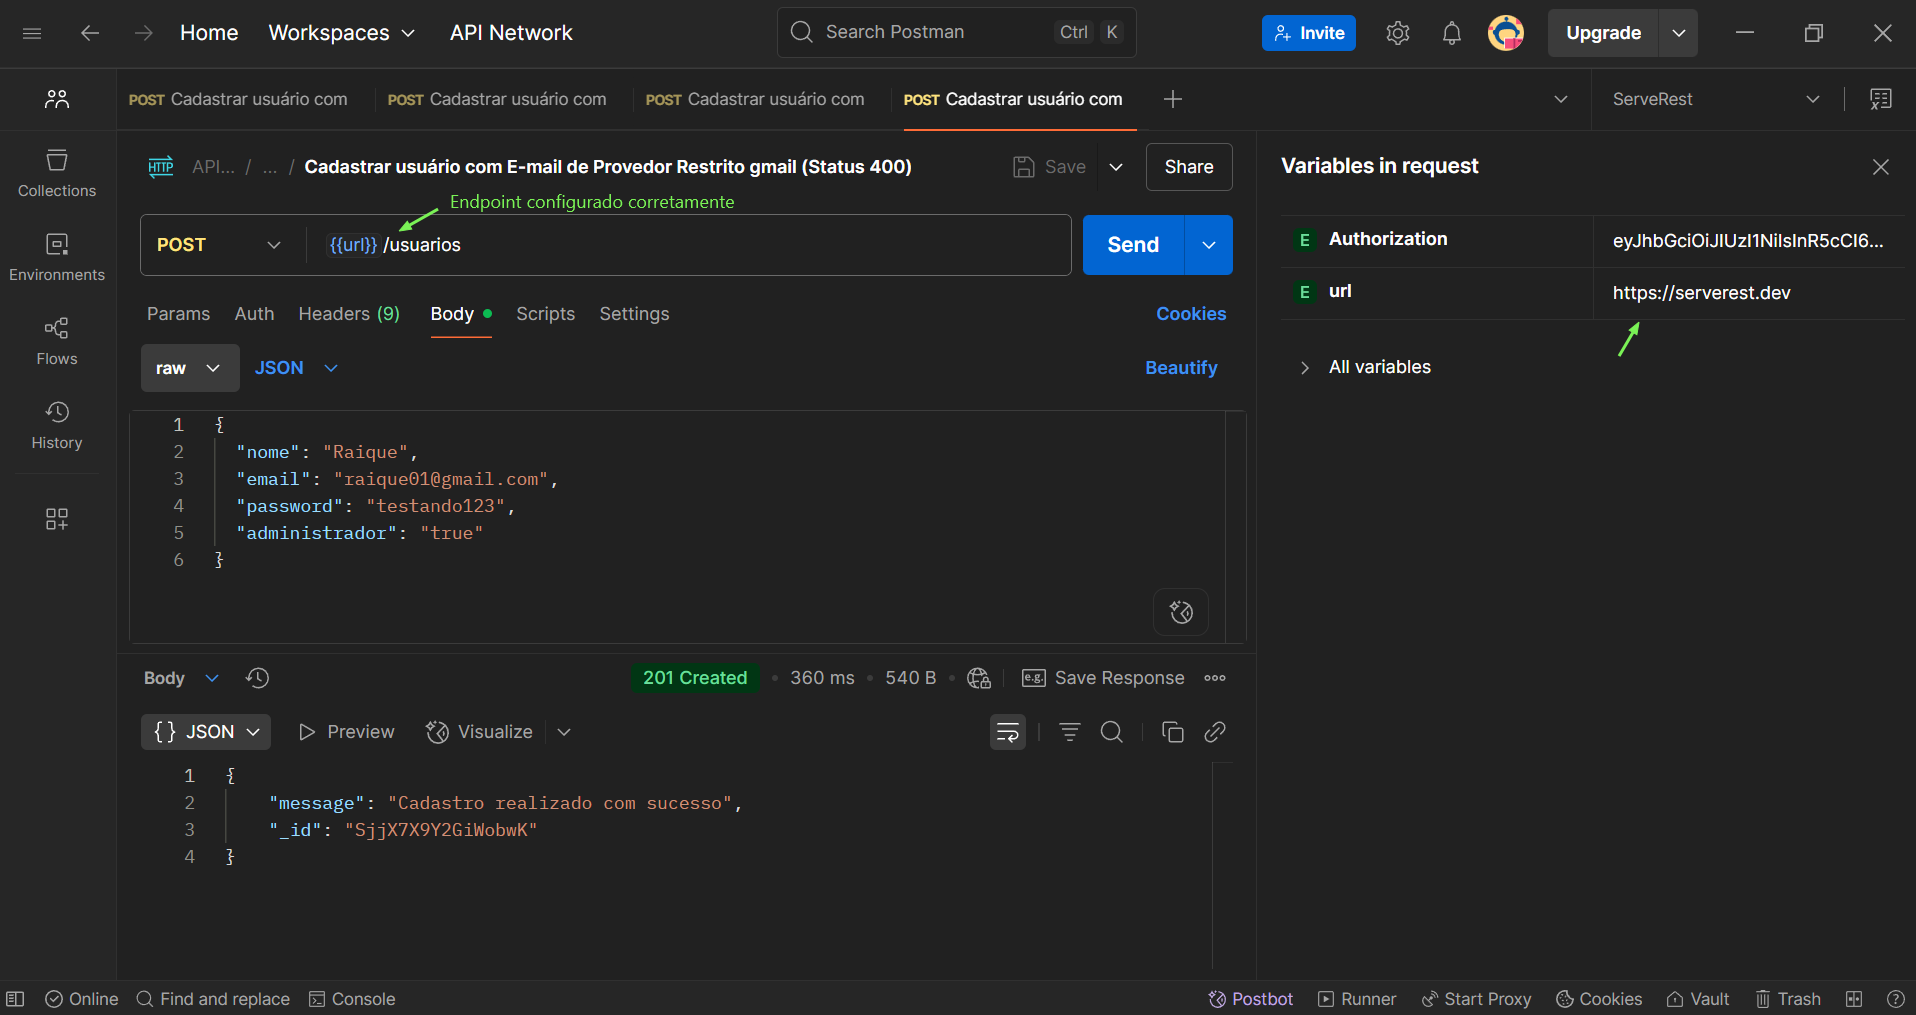 Home Workspaces API Network Search Postman Ctrl K Invite Upgrade
POST Cadastrar usuário com POST Cadastrar usuário com POST Cadastrar usuário com POST Cadastrar usuário com ServeRest
Collections
Environments
Flows
History
HTTP API... / ... / Cadastrar usuário com E-mail de Provedor Restrito gmail (Status 400) Save Share
Endpoint configurado corretamente
POST {{url}} /usuarios Send
Params Auth Headers (9) Body Scripts Settings Cookies
raw JSON Beautify
1 {
2 "nome": "Raique",
3 "email": "raique01@gmail.com",
4 "password": "testando123",
5 "administrador": "true"
6 }
Body 201 Created 360 ms 540 B e.g. Save Response
{} JSON Preview Visualize
1 {
2 "message": "Cadastro realizado com sucesso",
3 "_id": "SjjX7X9Y2GiWobwK"
4 }
Variables in request
E Authorization eyJhbGciOiJIUzI1NiIsInR5cCI6...
E url https://serverest.dev
All variables
Online Find and replace Console Postbot Runner Start Proxy Cookies Vault Trash